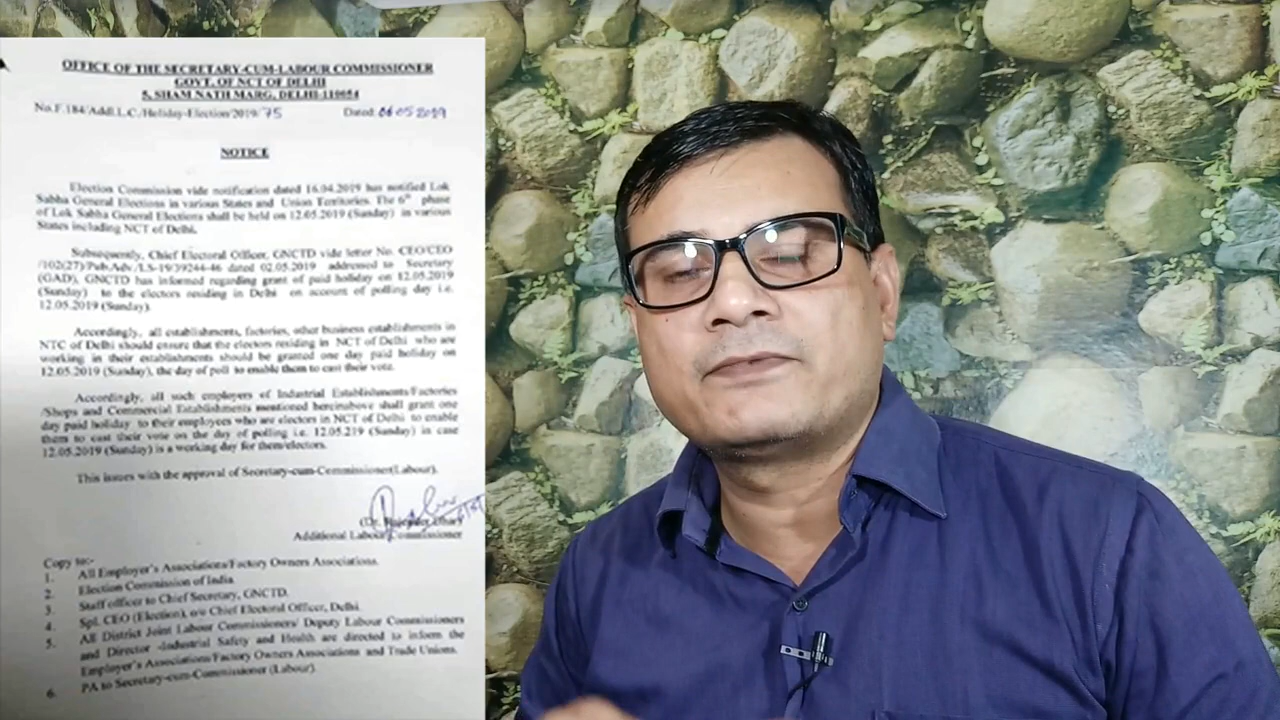 OFFICE OF THE SECRETARY-CUM-LABOUR COMMISSIONER
GOVT. OF NCT OF DELHI
5, SHAM NATH MARG, DELHI-110054
No.F.184/Addl.L.C./Holiday-Election/2019/75 Dated: 06 05 2019
NOTICE
Election Commission vide notification dated 16.04.2019 has notified Lok
Sabha General Elections in various States and Union Territories. The 6th phase
of Lok Sabha General Elections shall be held on 12.05.2019 (Sunday) in various
States including NCT of Delhi.
Subsequently, Chief Electoral Officer, GNCTD vide letter No. CEO/CEO
/102(27)/Pub.Adv./LS-19/39244-46 dated 02.05.2019 addressed to Secretary
(GAD), GNCTD has informed regarding grant of paid holiday on 12.05.2019
(Sunday) to the electors residing in Delhi on account of polling day i.e.
12.05.2019 (Sunday).
Accordingly, all establishments, factories, other business establishments in
NTC of Delhi should ensure that the electors residing in NCT of Delhi who are
working in their establishments should be granted one day paid holiday on
12.05.2019 (Sunday), the day of poll to enable them to cast their vote.
Accordingly, all such employers of Industrial Establishments/Factories
/Shops and Commercial Establishments mentioned hereinabove shall grant one
day paid holiday to their employees who are electors in NCT of Delhi to enable
them to cast their vote on the day of polling i.e. 12.05.219 (Sunday) in case
12.05.2019 (Sunday) is a working day for them/electors.
This issues with the approval of Secretary-cum-Commissioner(Labour).
(Dr.
Additional Labour Commissioner
Copy to:-
1. All Employer's Associations/Factory Owners Associations.
2. Election Commission of India.
3. Staff officer to Chief Secretary, GNCTD.
4. Spl. CEO (Election), o/o Chief Electoral Officer, Delhi.
5. All District Joint Labour Commissioners/ Deputy Labour Commissioners
and Director -Industrial Safety and Health are directed to inform the
Employer's Associations/Factory Owners Associations and Trade Unions.
6. PA to Secretary-cum-Commissioner (Labour).